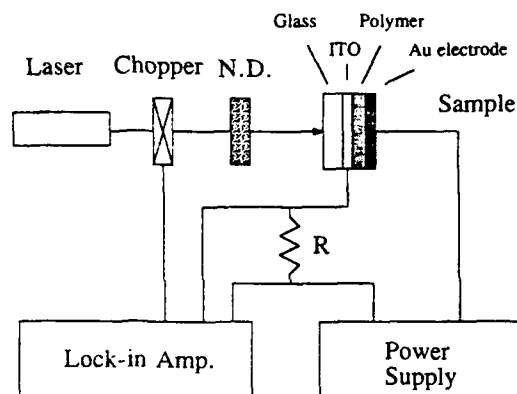 Glass Polymer
ITO
Au electrode
Laser Chopper N.D.
Sample
R
Lock-in Amp.
Power
Supply